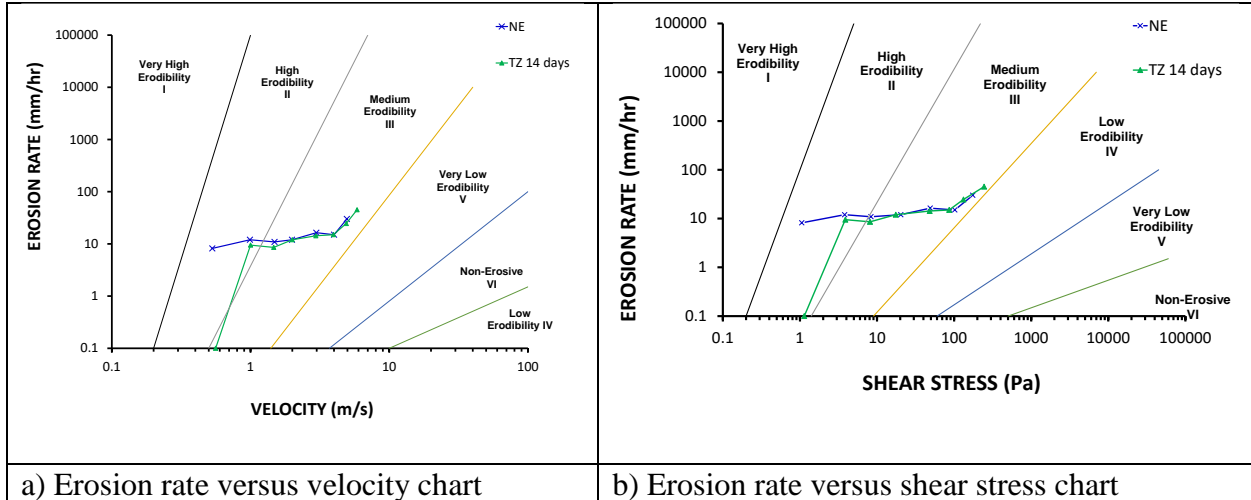 NE
TZ 14 days
100000
10000
1000
100
10
1
0.1
EROSION RATE (mm/hr)
Very High
Erodibility
I
High
Erodibility
II
Medium
Erodibility
III
Very Low
Erodibility
V
Non-Erosive
VI
Low
Erodibility IV
0.1
1
10
100
VELOCITY (m/s)
a) Erosion rate versus velocity chart
NE
TZ 14 days
100000
10000
1000
100
10
1
0.1
EROSION RATE (mm/hr)
Very High
Erodibility
I
High
Erodibility
II
Medium
Erodibility
III
Low
Erodibility
IV
Very Low
Erodibility
V
Non-Erosive
VI
0.1
1
10
100
1000
10000
100000
SHEAR STRESS (Pa)
b) Erosion rate versus shear stress chart